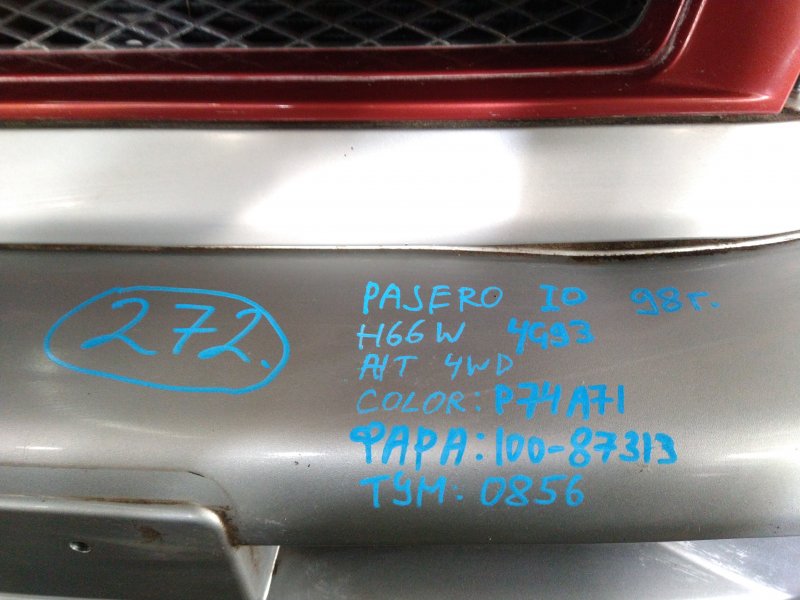 272.
PAJERO IO 98г.
H66W 4G93
A/T 4WD
COLOR: P74A71
ФАРА: 100-87313
ТУМ: 0856